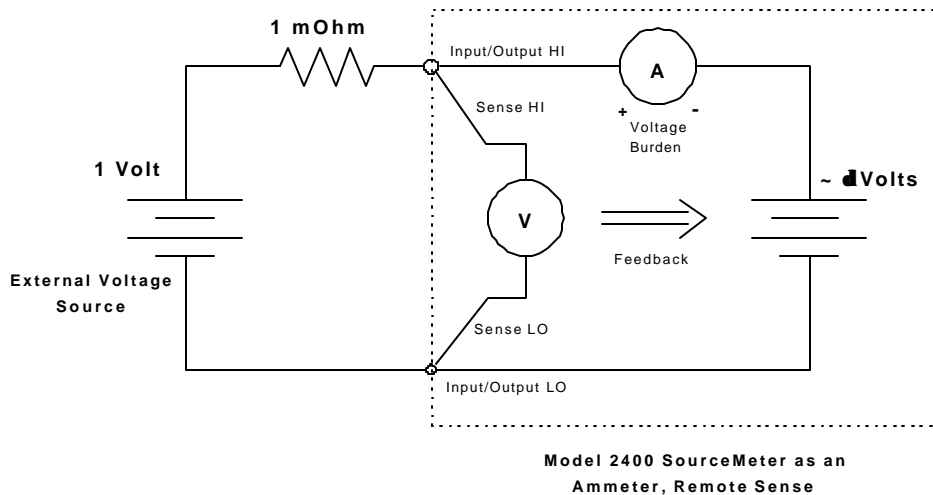 1 mOhm
Input/Output HI
A
+ -
Voltage
Burden
Sense HI
1 Volt
V
~ Volts
Feedback
External Voltage
Source
Sense LO
Input/Output LO
Model 2400 SourceMeter as an
Ammeter, Remote Sense